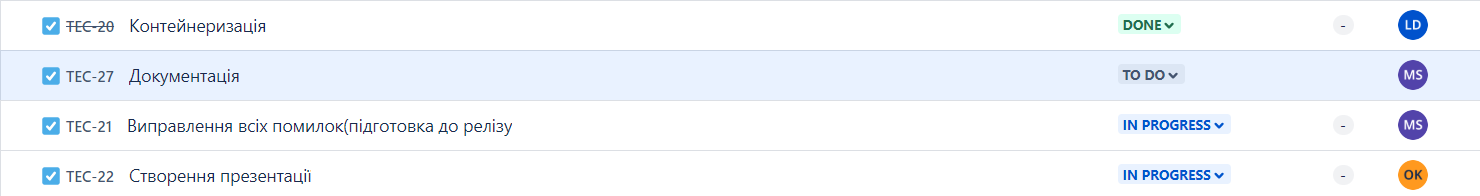 TEC-20 Контейнеризація DONE - LD
TEC-27 Документація TO DO MS
TEC-21 Виправлення всіх помилок(підготовка до релізу IN PROGRESS - MS
TEC-22 Створення презентації IN PROGRESS - OK